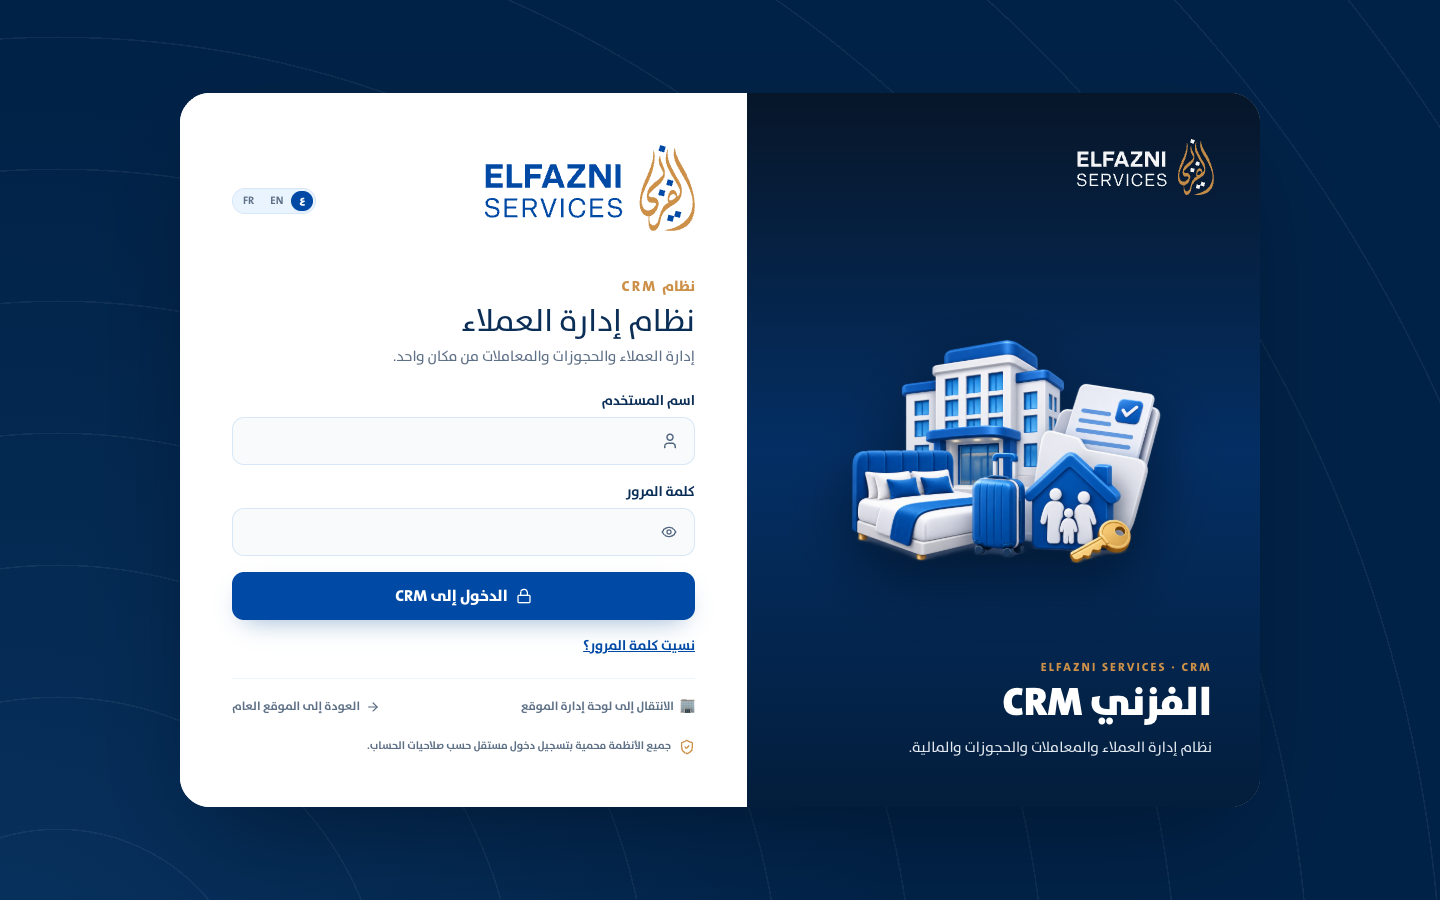 ELFAZNI
SERVICES
الفزني
ELFAZNI SERVICES · CRM
الفزني CRM
نظام إدارة العملاء والمعاملات والحجوزات والمالية.
ELFAZNI
SERVICES
الفزني
ع EN FR
نظام CRM
نظام إدارة العملاء
إدارة العملاء والحجوزات والمعاملات من مكان واحد.
اسم المستخدم
كلمة المرور
الدخول إلى CRM
نسيت كلمة المرور؟
الانتقال إلى لوحة إدارة الموقع
العودة إلى الموقع العام
جميع الأنظمة محمية بتسجيل دخول مستقل حسب صلاحيات الحساب.